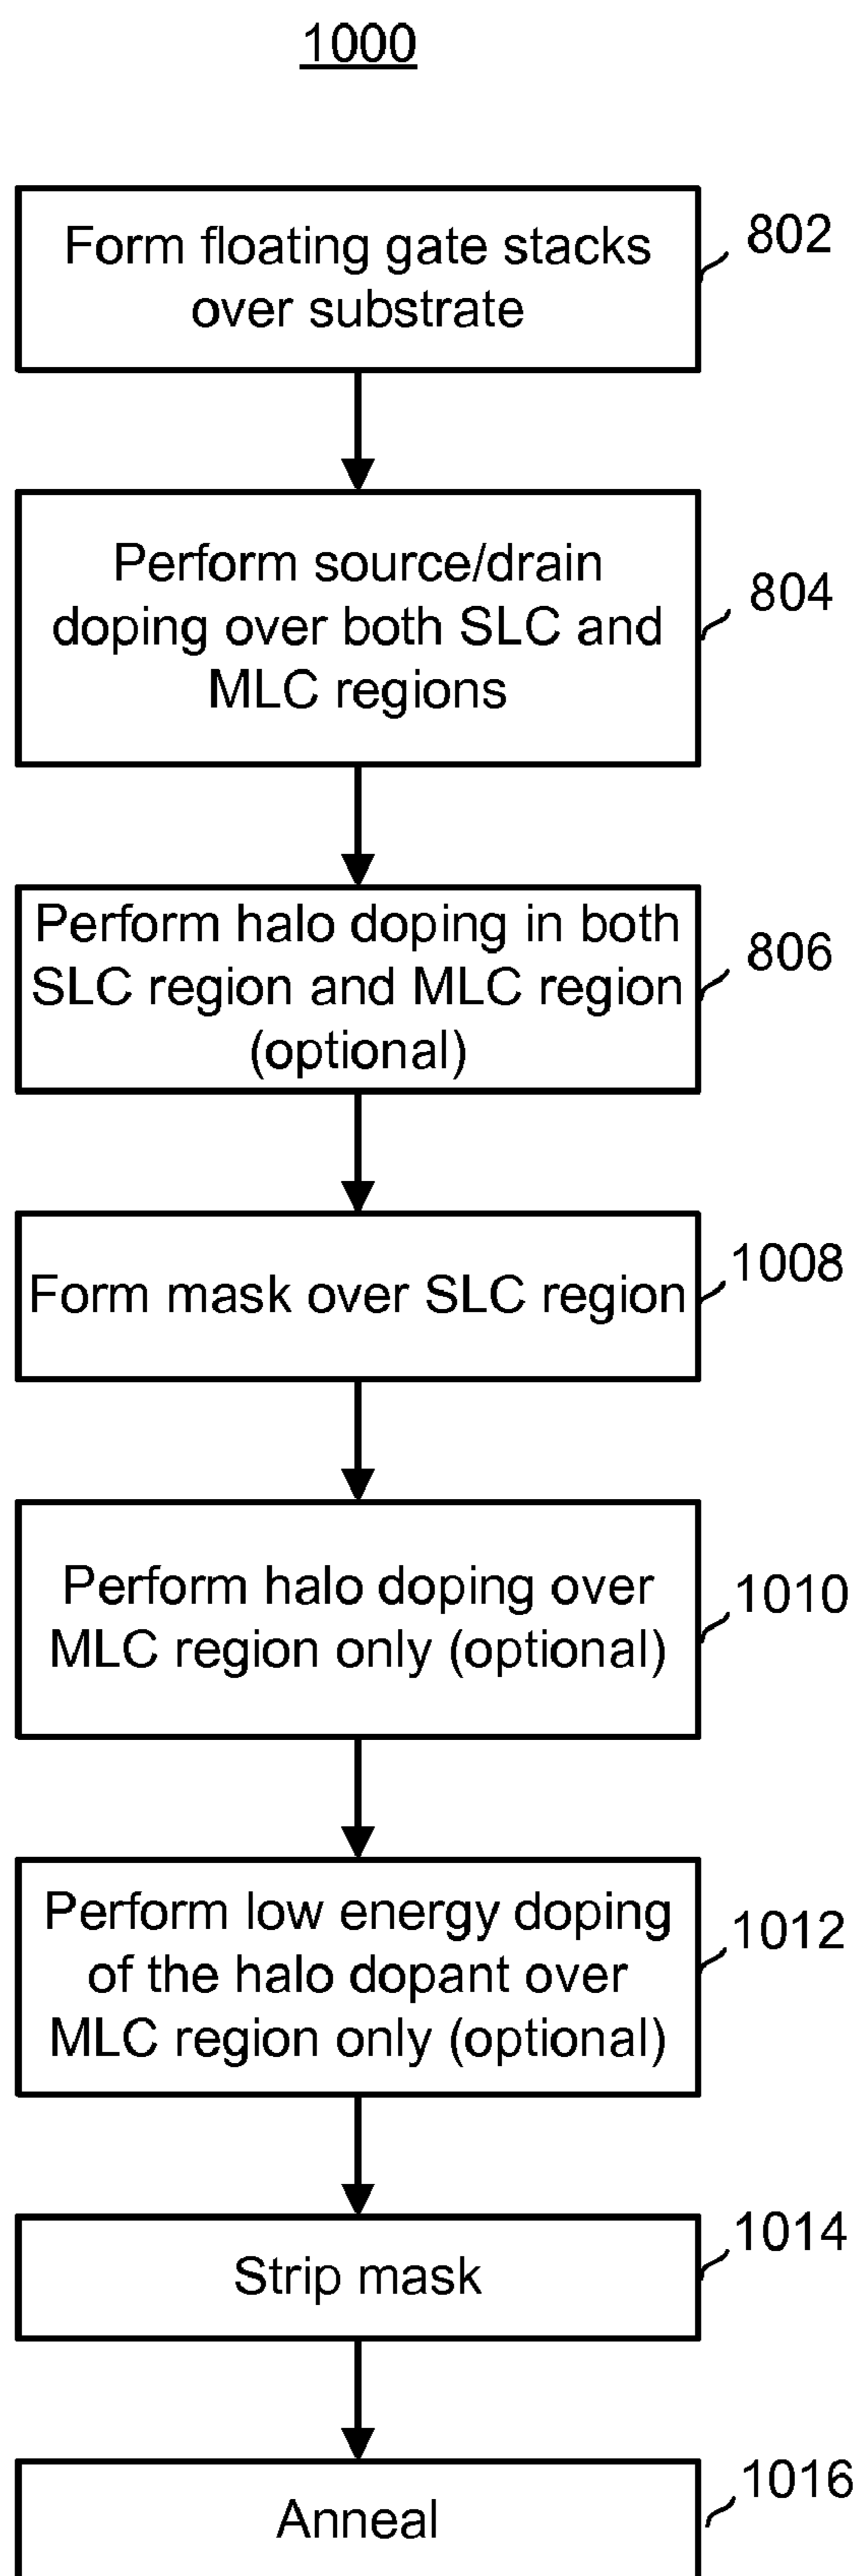 1000
Form floating gate stacks
over substrate
802
Perform source/drain
doping over both SLC and
MLC regions
804
Perform halo doping in both
SLC region and MLC region
(optional)
806
Form mask over SLC region
1008
Perform halo doping over
MLC region only (optional)
1010
Perform low energy doping
of the halo dopant over
MLC region only (optional)
1012
Strip mask
1014
Anneal
1016